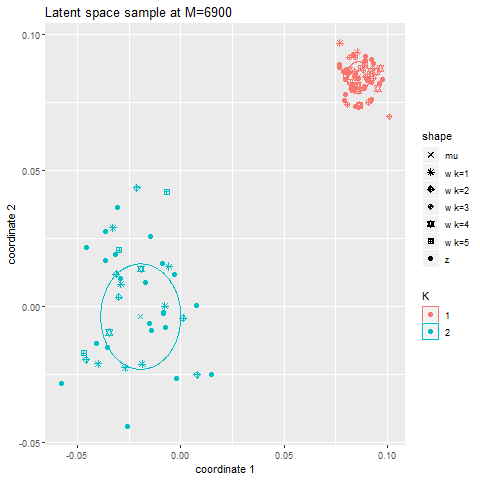 Latent space sample at M=6900
0.10
0.05
0.00
-0.05
coordinate 2
-0.05
0.00
0.05
0.10
coordinate 1
shape
mu
w k=1
w k=2
w k=3
w k=4
w k=5
z
K
1
2